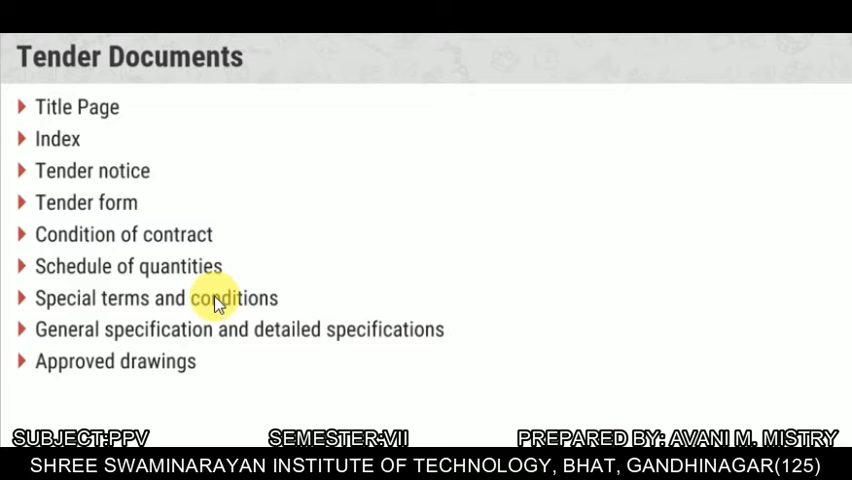 Tender Documents
Title Page
Index
Tender notice
Tender form
Condition of contract
Schedule of quantities
Special terms and conditions
General specification and detailed specifications
Approved drawings
SUBJECT:PPV SEMESTER:VII PREPARED BY: AVANI M. MISTRY
SHREE SWAMINARAYAN INSTITUTE OF TECHNOLOGY, BHAT, GANDHINAGAR(125)